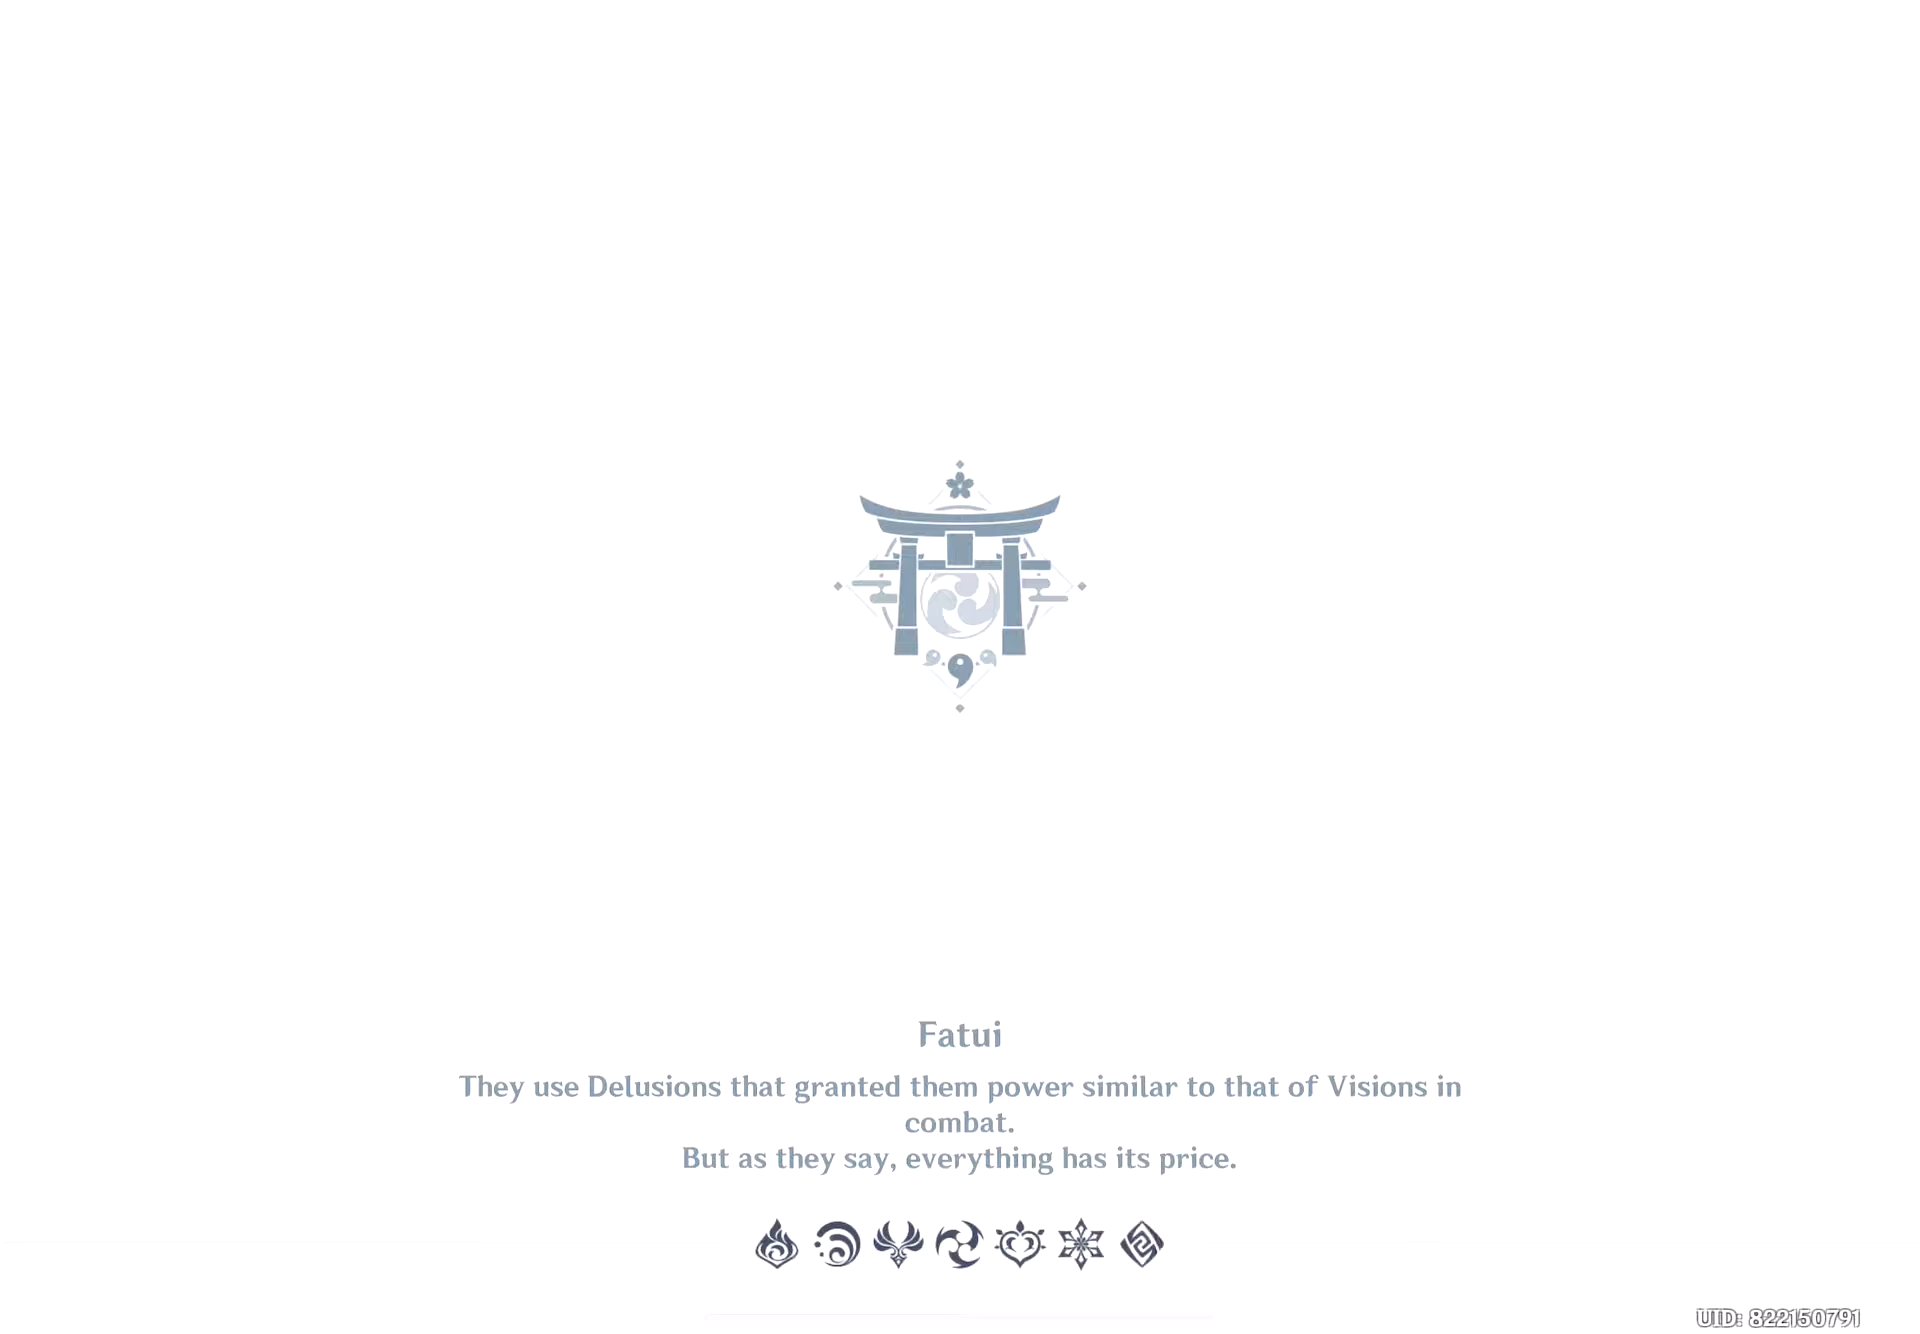 Fatui
They use Delusions that granted them power similar to that of Visions in
combat.
But as they say, everything has its price.
UID: 822150791